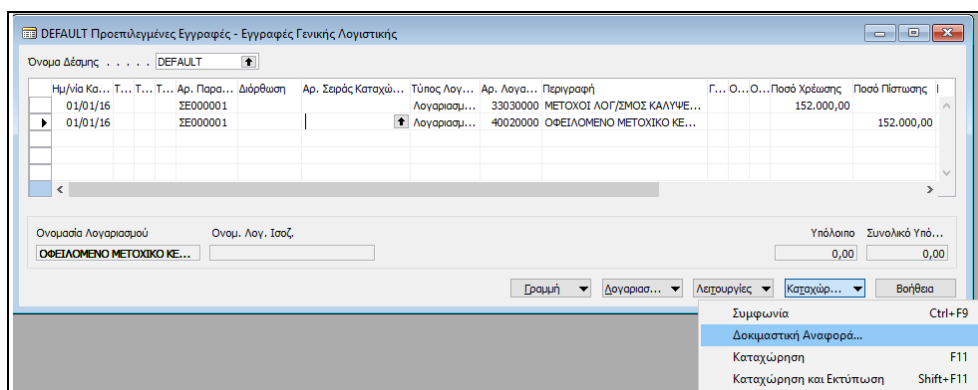 DEFAULT Προεπιλεγμένες Εγγραφές - Εγγραφές Γενικής Λογιστικής
Όνομα Δέσμης . . . . . DEFAULT
Ημ/νία Κα... Τ... Τ... Τ... Αρ. Παρα... Διόρθωση Αρ. Σειράς Καταχώ... Τύπος Λογ... Αρ. Λογα... Περιγραφή Γ... Ο... Ο... Ποσό Χρέωσης Ποσό Πίστωσης
01/01/16 ΣΕ000001 Λογαριασμ... 33030000 ΜΕΤΟΧΟΙ ΛΟΓ/ΣΜΟΣ ΚΑΛΥΨΕ... 152.000,00
01/01/16 ΣΕ000001 Λογαριασμ... 40020000 ΟΦΕΙΛΟΜΕΝΟ ΜΕΤΟΧΙΚΟ ΚΕ... 152.000,00
Ονομασία Λογαριασμού Ονομ. Λογ. Ισοζ. Υπόλοιπο Συνολικό Υπό...
ΟΦΕΙΛΟΜΕΝΟ ΜΕΤΟΧΙΚΟ ΚΕ... 0,00 0,00
Γραμμή Λογαριασ... Λειτουργίες Καταχώρ... Βοήθεια
Συμφωνία Ctrl+F9
Δοκιμαστική Αναφορά...
Καταχώρηση F11
Καταχώρηση και Εκτύπωση Shift+F11